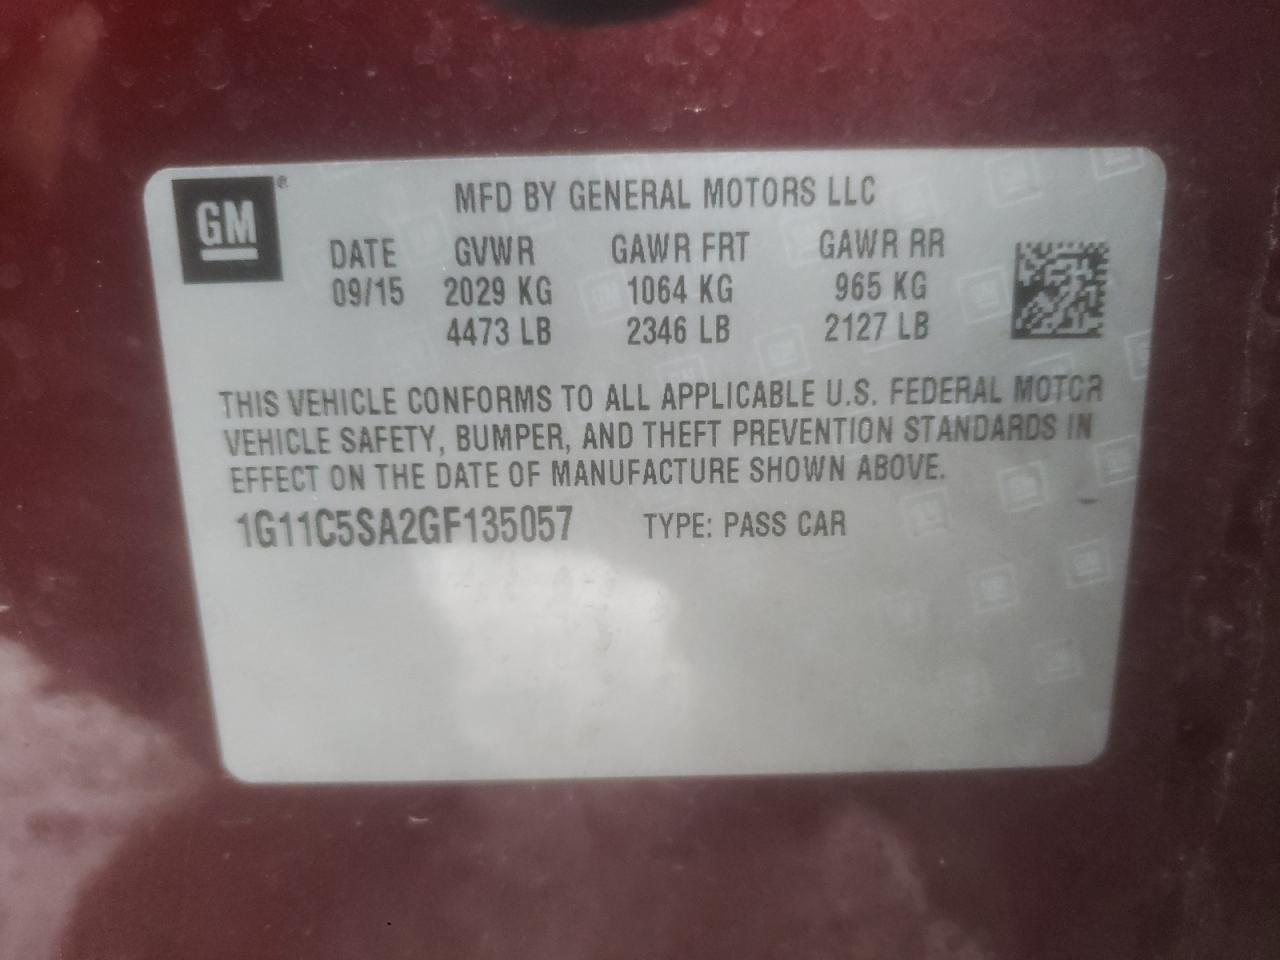 GM®
MFD BY GENERAL MOTORS LLC
DATE GVWR GAWR FRT GAWR RR
09/15 2029 KG 1064 KG 965 KG
4473 LB 2346 LB 2127 LB
THIS VEHICLE CONFORMS TO ALL APPLICABLE U.S. FEDERAL MOTOR
VEHICLE SAFETY, BUMPER, AND THEFT PREVENTION STANDARDS IN
EFFECT ON THE DATE OF MANUFACTURE SHOWN ABOVE.
1G11C5SA2GF135057 TYPE: PASS CAR